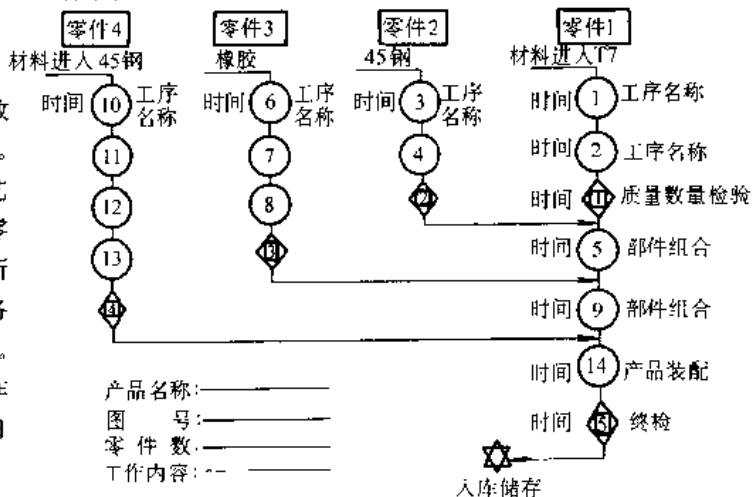 零件4 零件3 零件2 零件1
材料进入45钢 橡胶 45钢 材料进入T7
时间 10 工序名称 时间 6 工序名称 时间 3 工序名称 时间 1 工序名称
11 7 4 时间 2 工序名称
12 8 2 时间 1 质量数量检验
13 3 时间 5 部件组合
4 时间 9 部件组合
时间 14 产品装配
产品名称:
图 号:
零 件 数:
工作内容:
时间 5 终检
入库储存